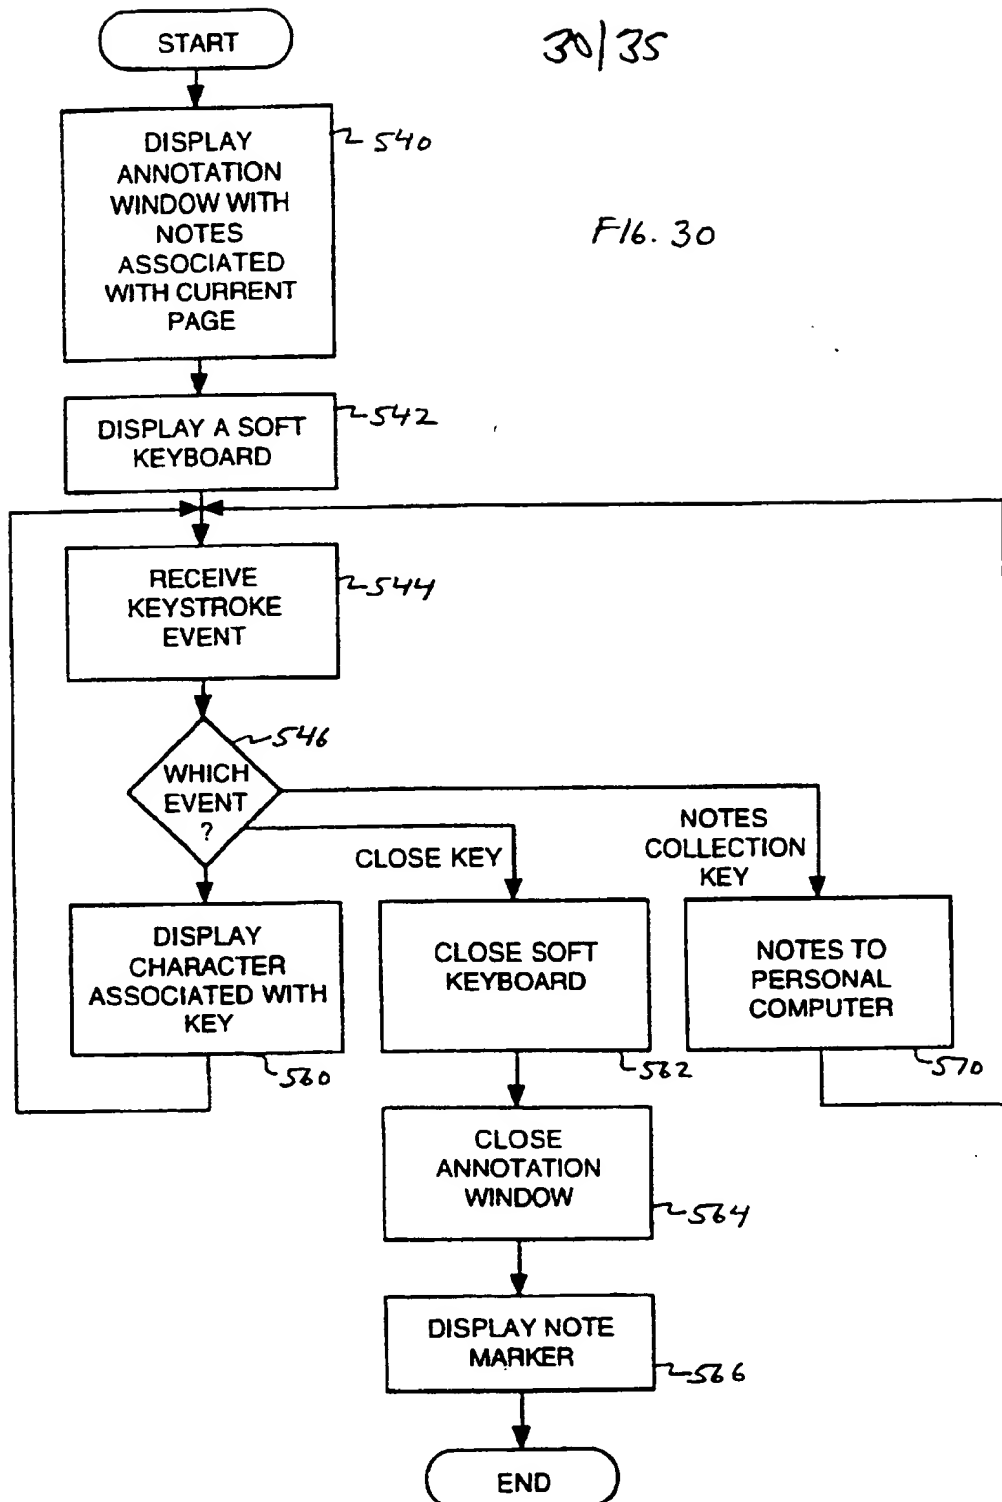 START
30/35
DISPLAY
ANNOTATION
WINDOW WITH
NOTES
ASSOCIATED
WITH CURRENT
PAGE
540
FIG. 30
DISPLAY A SOFT
KEYBOARD
542
RECEIVE
KEYSTROKE
EVENT
544
WHICH
EVENT
?
546
CLOSE KEY
NOTES
COLLECTION
KEY
DISPLAY
CHARACTER
ASSOCIATED WITH
KEY
560
CLOSE SOFT
KEYBOARD
562
NOTES TO
PERSONAL
COMPUTER
570
CLOSE
ANNOTATION
WINDOW
564
DISPLAY NOTE
MARKER
566
END